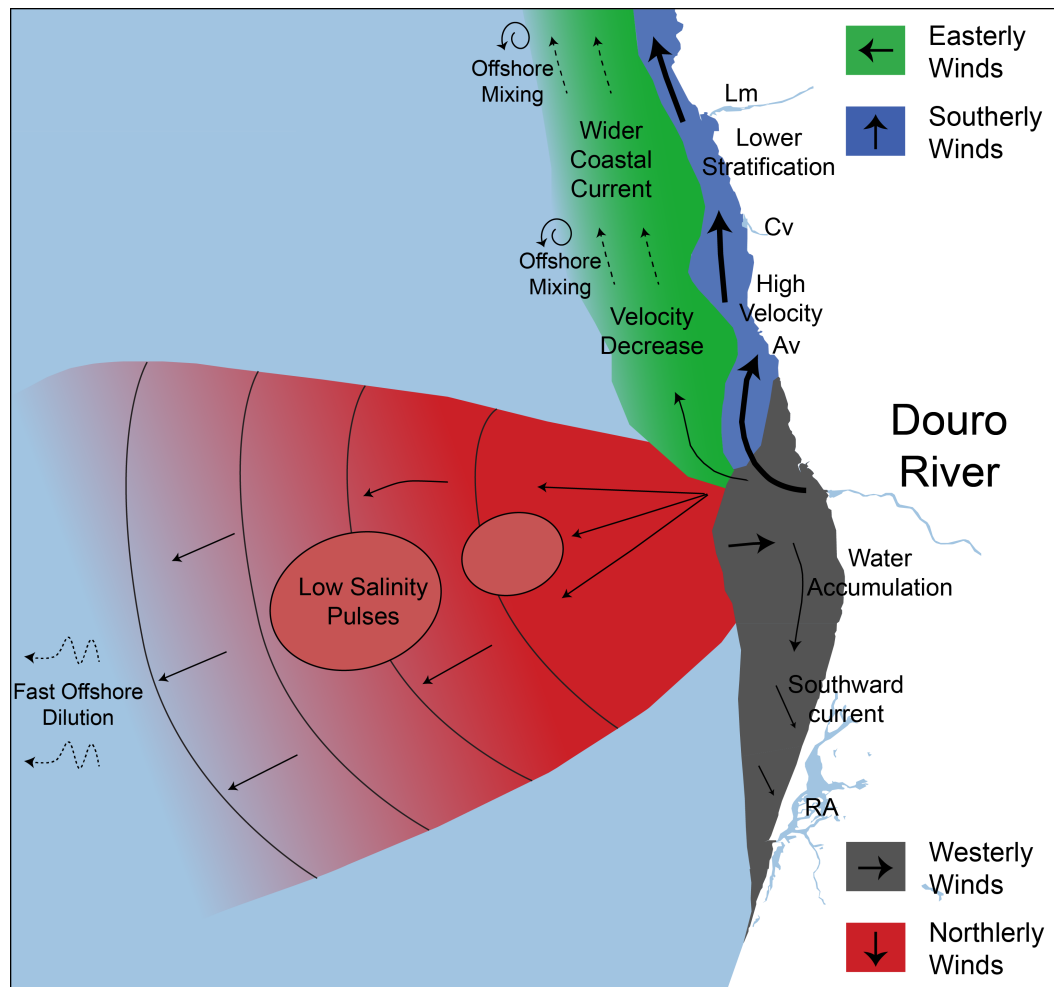 Easterly
Winds
Southerly
Winds
Offshore
Mixing
Lm
Wider
Coastal
Current
Lower
Stratification
Cv
Offshore
Mixing
High
Velocity
Velocity
Decrease
Av
Douro
River
Low Salinity
Pulses
Water
Accumulation
Fast Offshore
Dilution
Southward
current
RA
Westerly
Winds
Northlerly
Winds